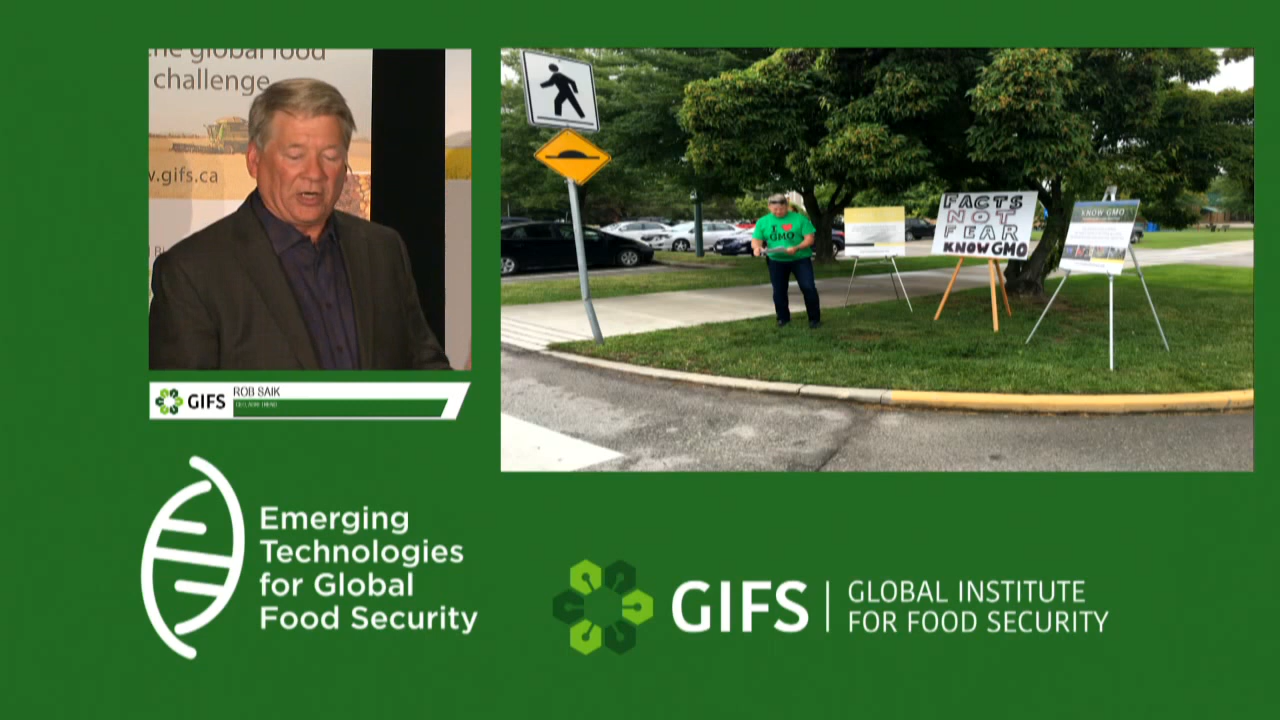 the global food
challenge
v.gifs.ca
GIFS
ROB SAIK
Emerging
Technologies
for Global
Food Security
I
GMO
FACTS
NOT
FEAR
KNOW GMO
KNOW GMO
GIFS
GLOBAL INSTITUTE
FOR FOOD SECURITY